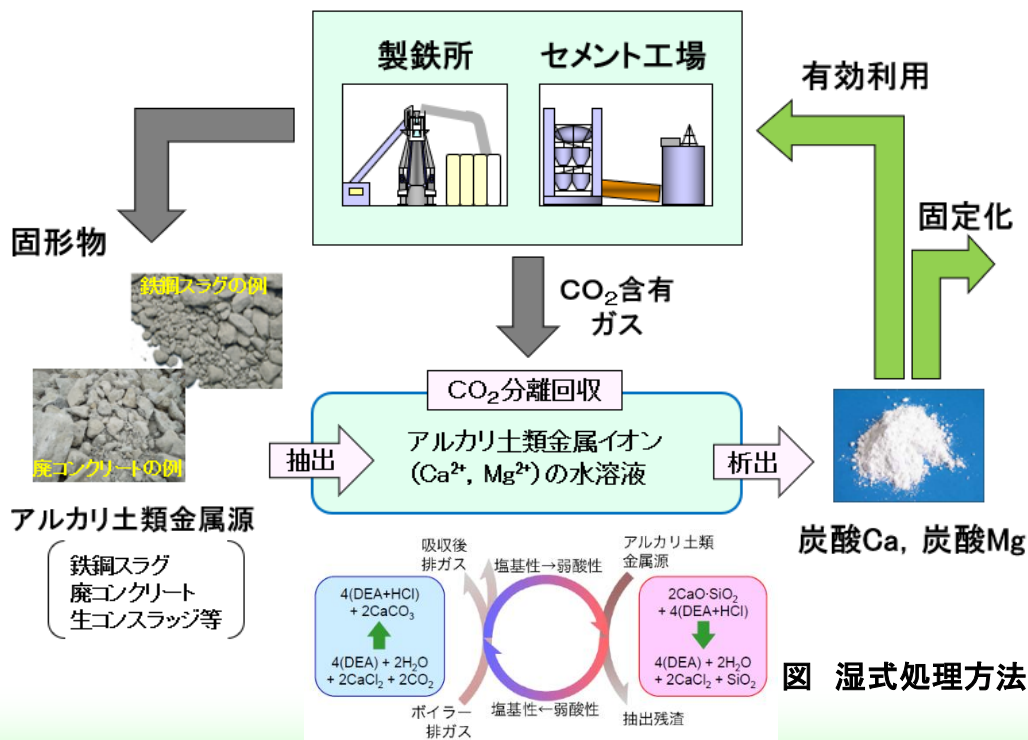 製鉄所
セメント工場
有効利用
固定化
固形物
鉄鋼スラグの例
廃コンクリートの例
CO₂含有
ガス
CO₂分離回収
アルカリ土類金属イオン
(Ca²⁺, Mg²⁺)の水溶液
抽出
析出
アルカリ土類金属源
鉄鋼スラグ
廃コンクリート
生コンスラッジ等
炭酸Ca, 炭酸Mg
吸収後
排ガス
塩基性→弱酸性
アルカリ土類
金属源
4(DEA+HCl)
+ 2CaCO₃
4(DEA) + 2H₂O
+ 2CaCl₂ + 2CO₂
2CaO·SiO₂
+ 4(DEA+HCl)
4(DEA) + 2H₂O
+ 2CaCl₂ + SiO₂
ボイラー
排ガス
塩基性←弱酸性
抽出残渣
図 湿式処理方法